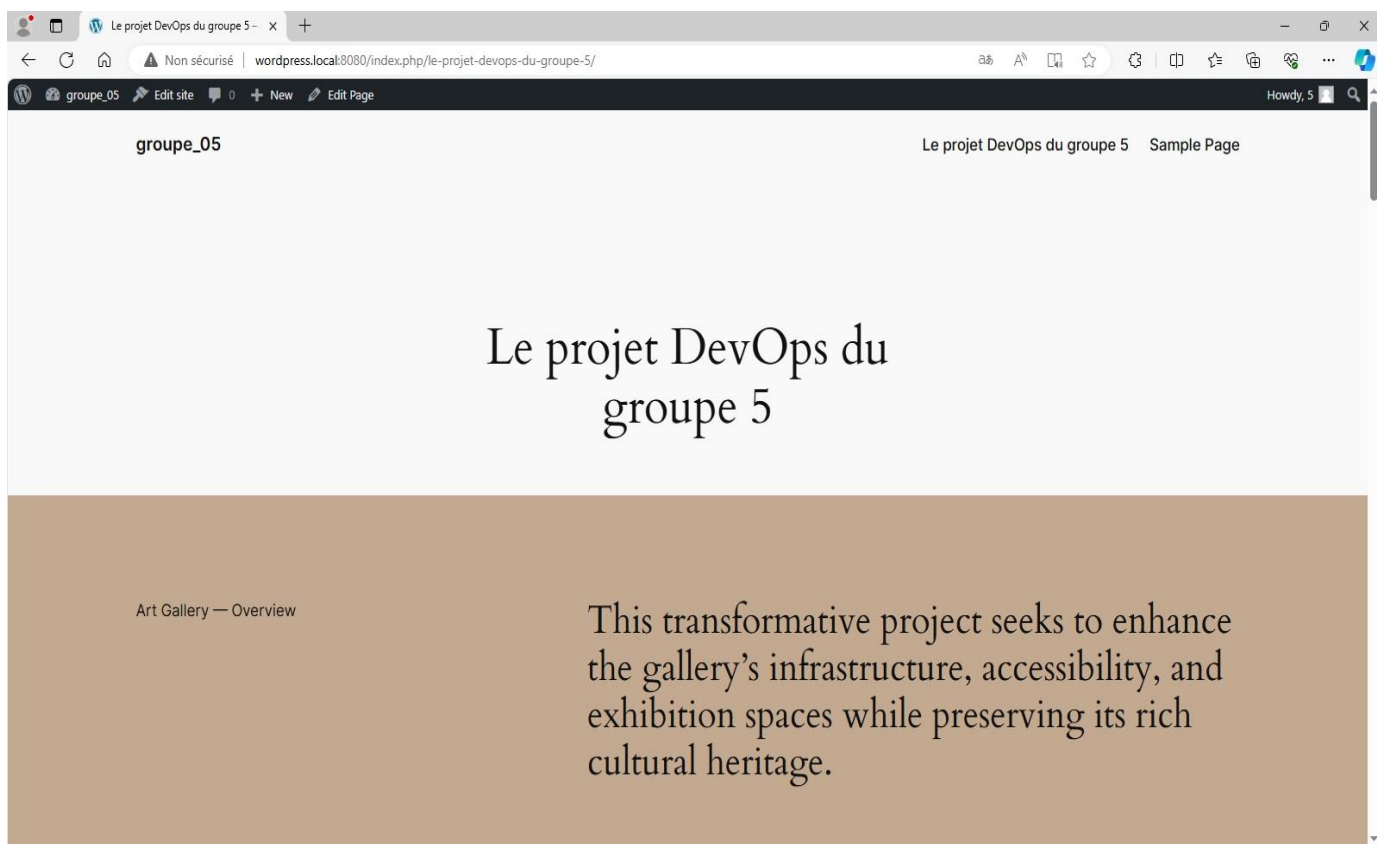 Le projet DevOps du groupe 5 –
Non sécurisé
wordpress.local:8080/index.php/le-projet-devops-du-groupe-5/
groupe_05 Edit site 0 New Edit Page Howdy, 5
groupe_05
Le projet DevOps du groupe 5 Sample Page
Le projet DevOps du
groupe 5
Art Gallery — Overview
This transformative project seeks to enhance
the gallery’s infrastructure, accessibility, and
exhibition spaces while preserving its rich
cultural heritage.